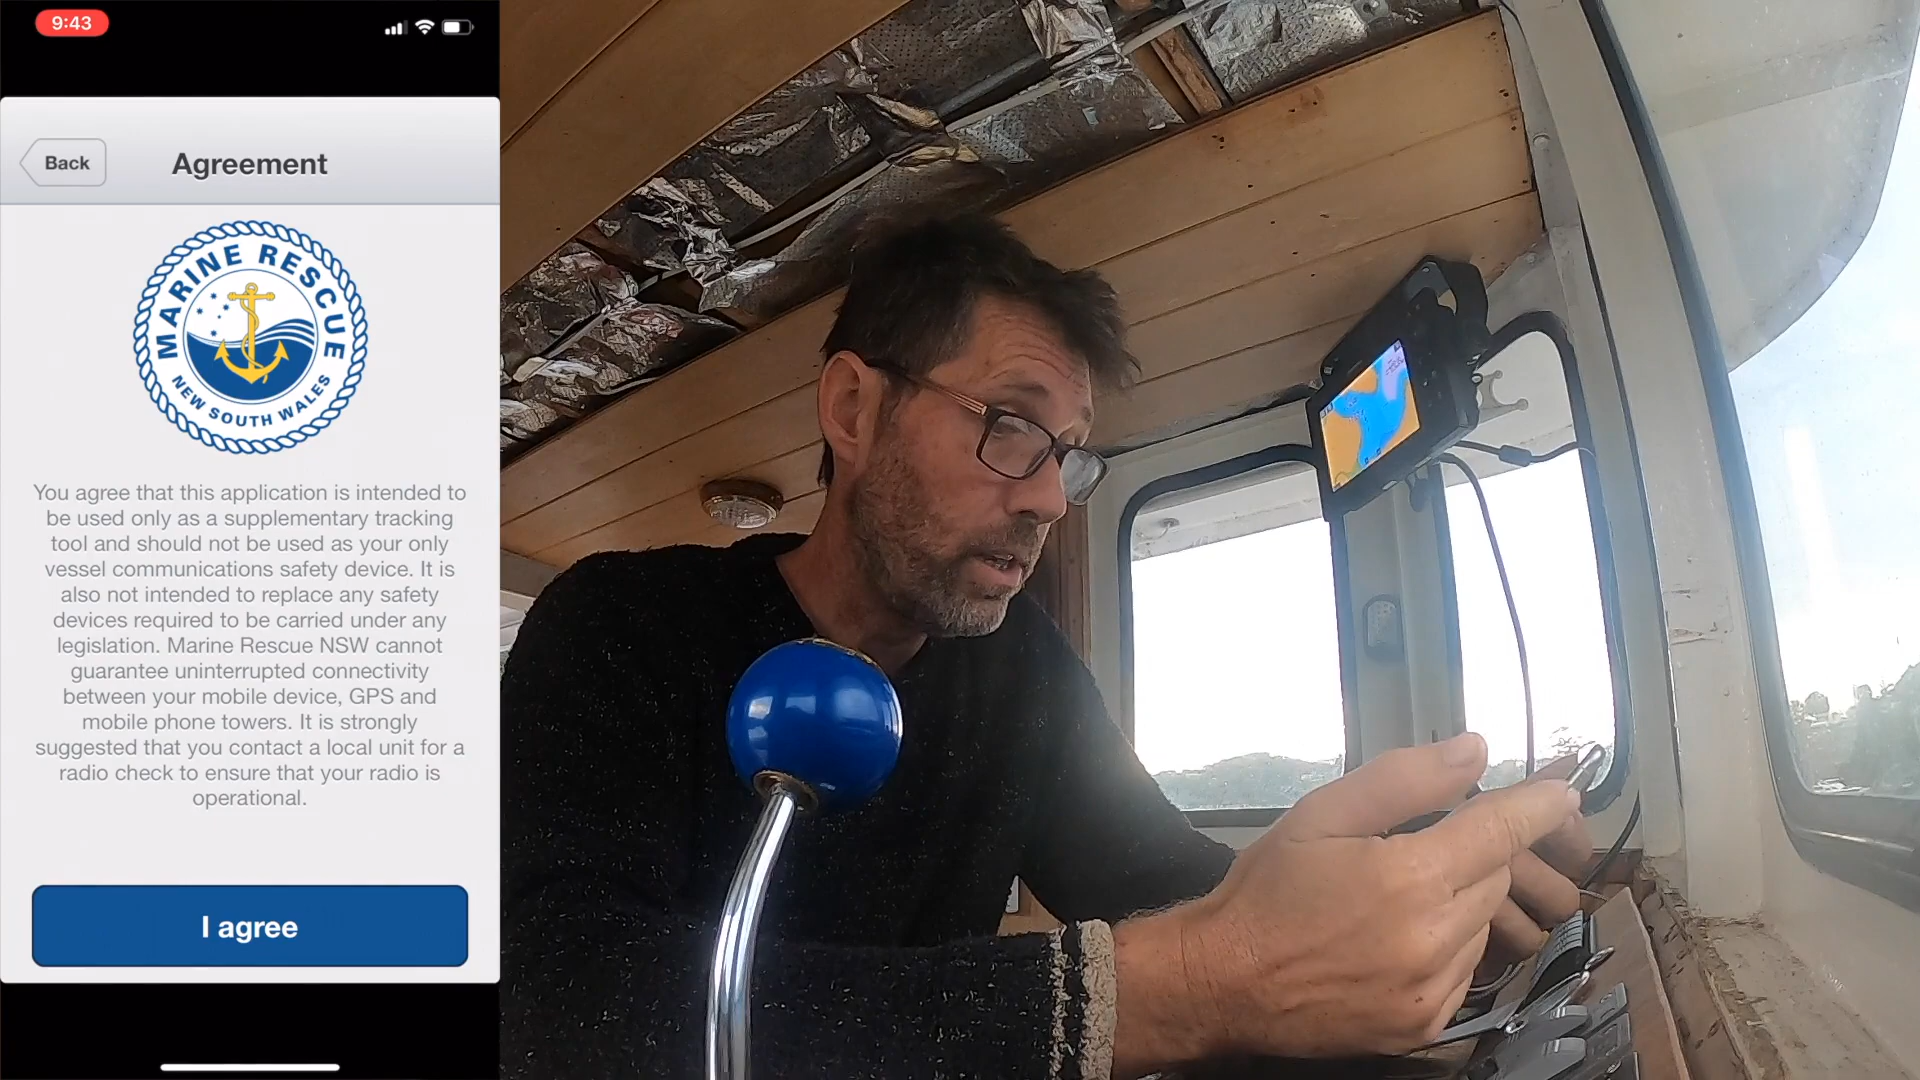 9:43
Back
Agreement
MARINE RESCUE
NEW SOUTH WALES
You agree that this application is intended to
be used only as a supplementary tracking
tool and should not be used as your only
vessel communications safety device. It is
also not intended to replace any safety
devices required to be carried under any
legislation. Marine Rescue NSW cannot
guarantee uninterrupted connectivity
between your mobile device, GPS and
mobile phone towers. It is strongly
suggested that you contact a local unit for a
radio check to ensure that your radio is
operational.
I agree